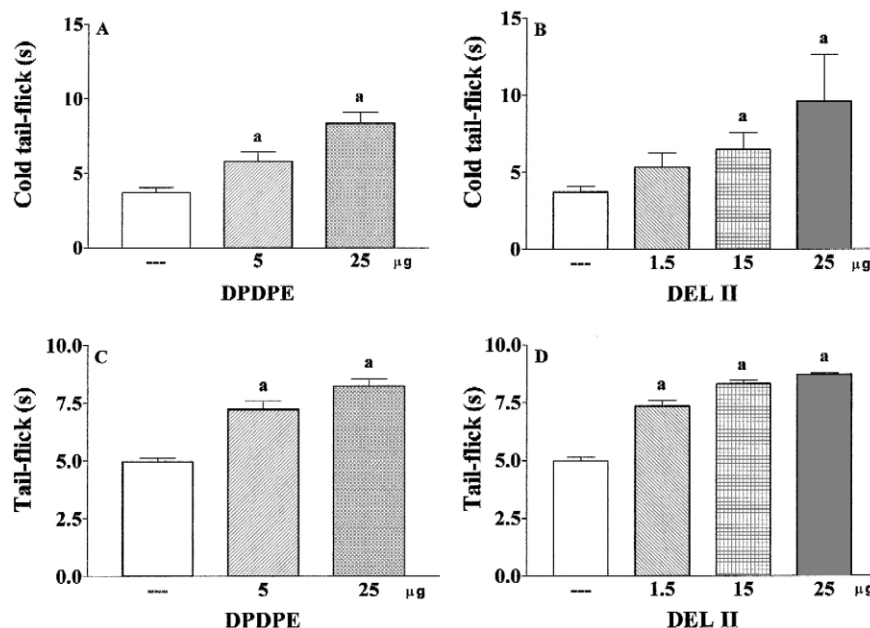 A
Cold tail-flick (s)
15
10
5
0
a
a
---
5
25
µg
DPDPE
B
Cold tail-flick (s)
15
10
5
0
a
a
---
1.5
15
25
µg
DEL II
C
Tail-flick (s)
10.0
7.5
5.0
2.5
0.0
a
a
---
5
25
µg
DPDPE
D
Tail-flick (s)
10.0
7.5
5.0
2.5
0.0
a
a
a
---
1.5
15
25
µg
DEL II